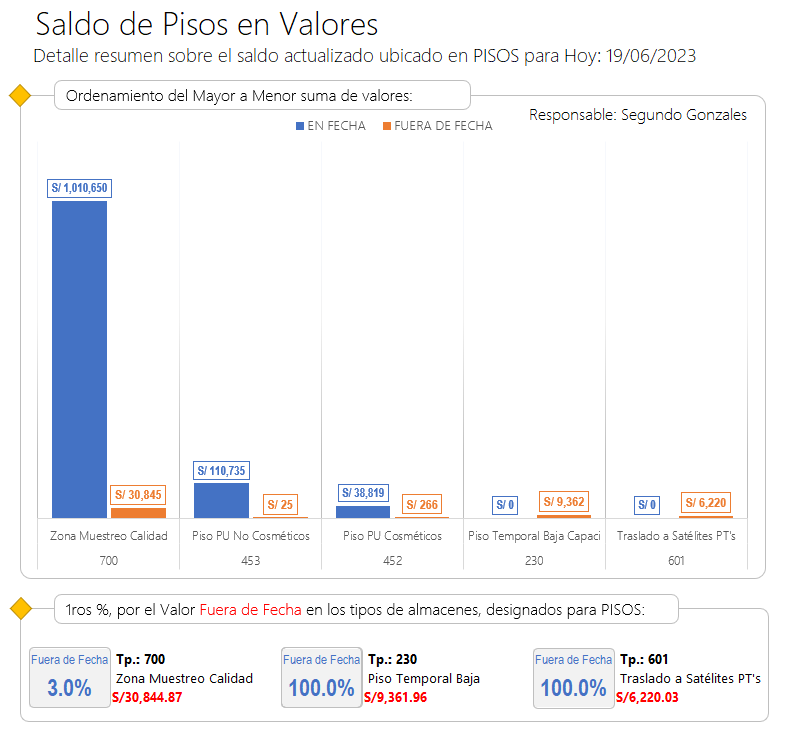 Saldo de Pisos en Valores
Detalle resumen sobre el saldo actualizado ubicado en PISOS para Hoy: 19/06/2023
Ordenamiento del Mayor a Menor suma de valores:
Responsable: Segundo Gonzales
EN FECHA FUERA DE FECHA
S/ 1,010,650
S/ 30,845
S/ 110,735
S/ 25
S/ 38,819
S/ 266
S/ 0
S/ 9,362
S/ 0
S/ 6,220
Zona Muestreo Calidad
Piso PU No Cosméticos
Piso PU Cosméticos
Piso Temporal Baja Capaci
Traslado a Satélites PT's
700
453
452
230
601
1ros %, por el Valor Fuera de Fecha en los tipos de almacenes, designados para PISOS:
Fuera de Fecha
3.0%
Tp.: 700
Zona Muestreo Calidad
S/30,844.87
Fuera de Fecha
100.0%
Tp.: 230
Piso Temporal Baja
S/9,361.96
Fuera de Fecha
100.0%
Tp.: 601
Traslado a Satélites PT's
S/6,220.03